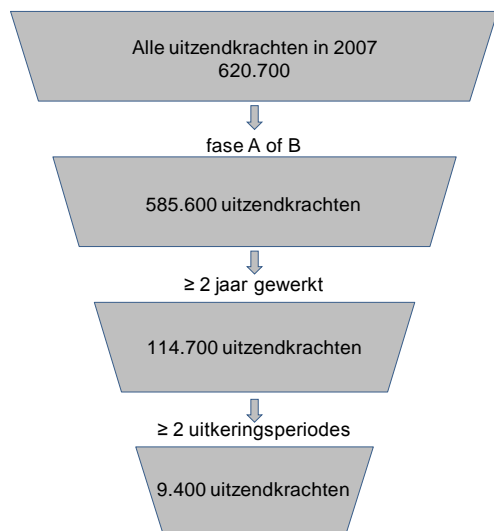 Alle uitzendkrachten in 2007
620.700
fase A of B
585.600 uitzendkrachten
≥ 2 jaar gewerkt
114.700 uitzendkrachten
≥ 2 uitkeringsperiodes
9.400 uitzendkrachten